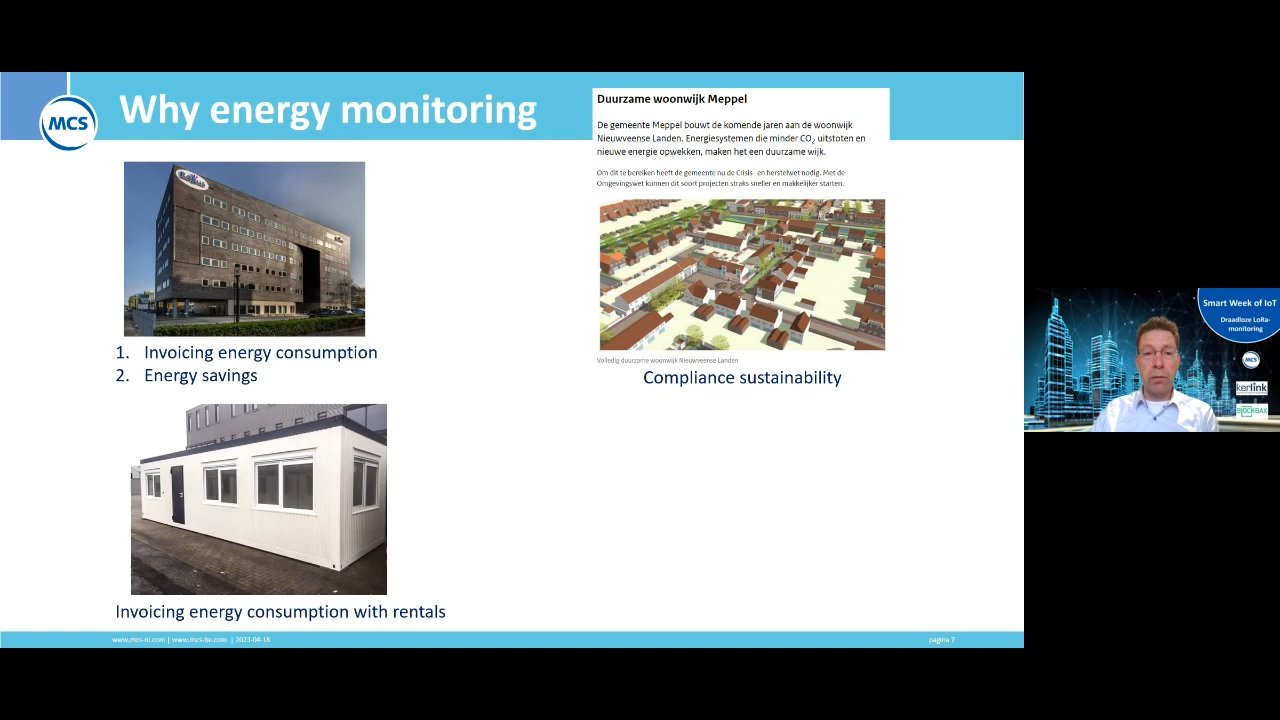 MCS
Why energy monitoring
1. Invoicing energy consumption
2. Energy savings
Invoicing energy consumption with rentals
Duurzame woonwijk Meppel
De gemeente Meppel bouwt de komende jaren aan de woonwijk
Nieuwveense Landen. Energiesystemen die minder CO₂ uitstoten en
nieuwe energie opwekken, maken het een duurzame wijk.
Om dit te bereiken heeft de gemeente nu de Crisis- en herstelwet nodig. Met de
Omgevingswet kunnen dit soort projecten straks sneller en makkelijker starten.
Volledig duurzame woonwijk Nieuwveense Landen
Compliance sustainability
www.mcs-nl.com | www.mcs-be.com | 2023-04-18
pagina 7
Smart Week of IoT
Draadloze LoRa-
monitoring
MCS
kerlink
BLOCKBAX